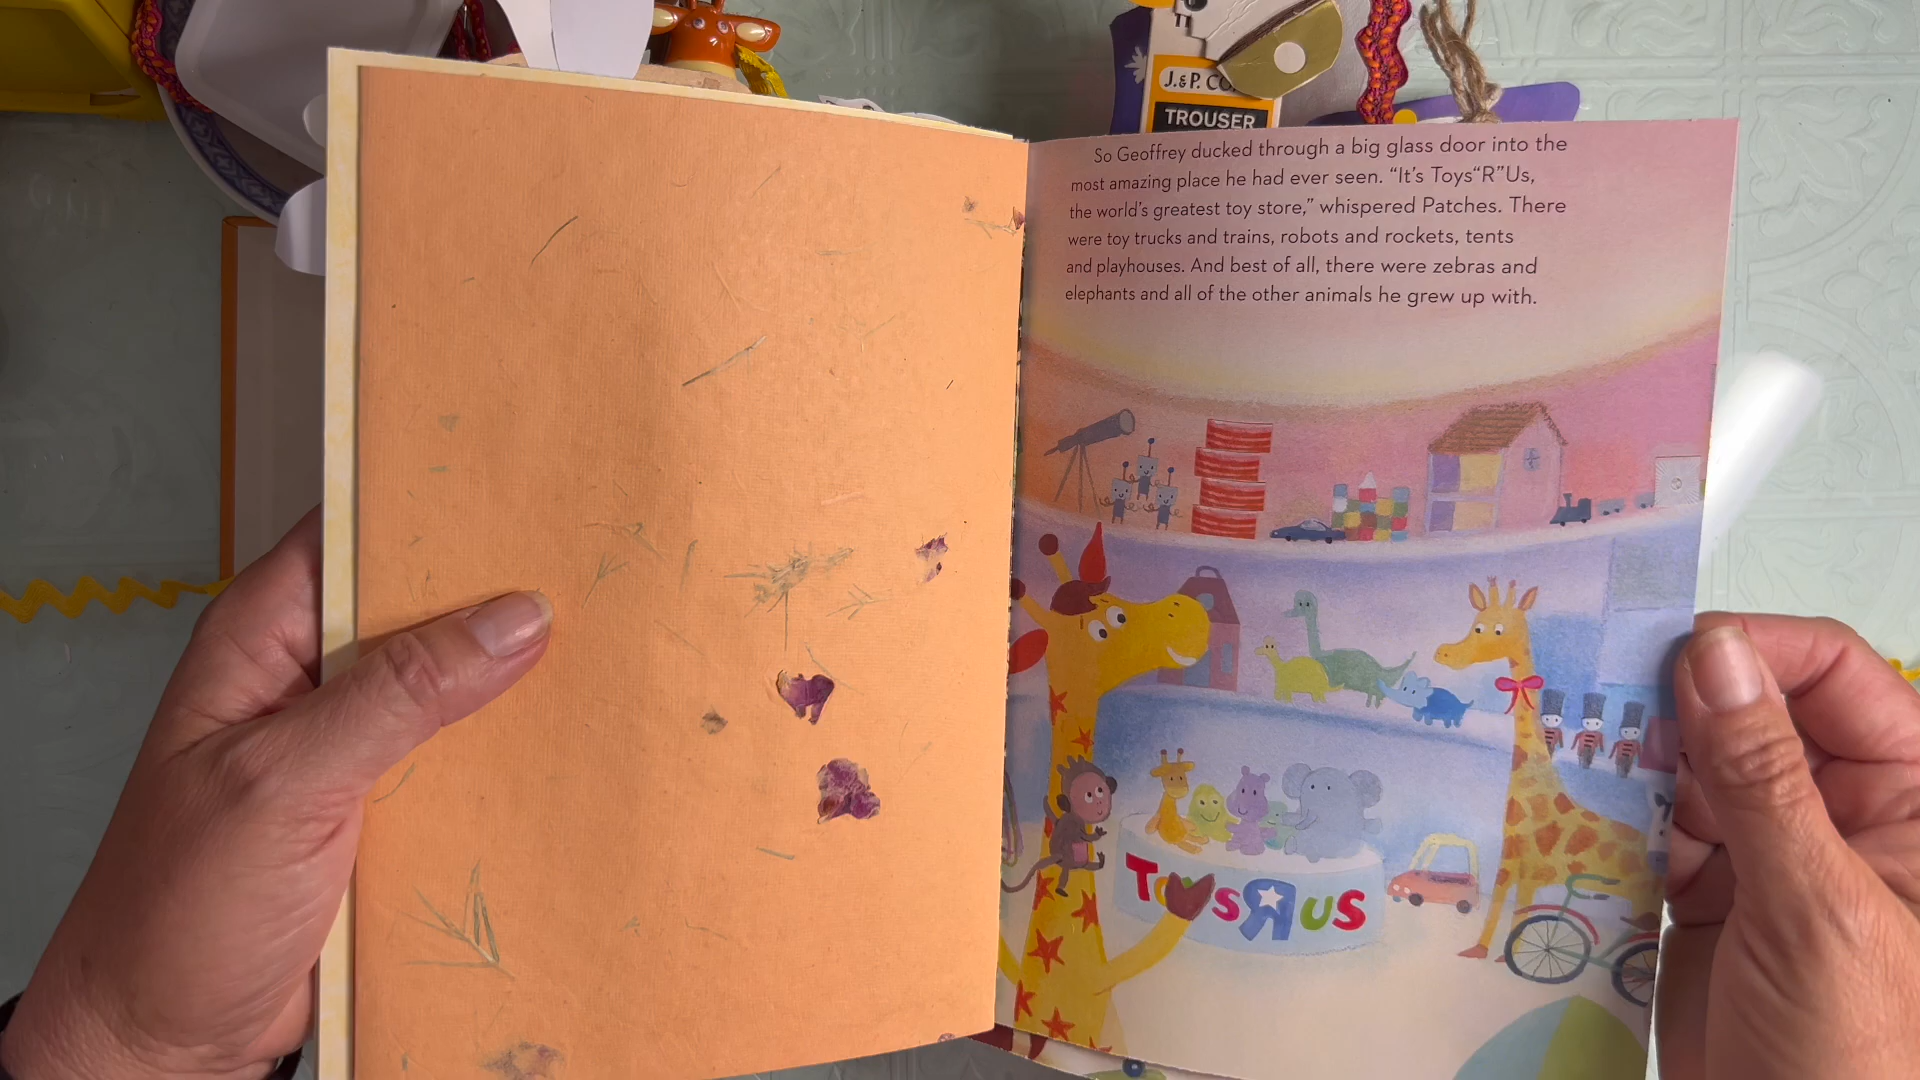 J.&P. CO
TROUSER
So Geoffrey ducked through a big glass door into the
most amazing place he had ever seen. “It’s Toys“R”Us,
the world’s greatest toy store,” whispered Patches. There
were toy trucks and trains, robots and rockets, tents
and playhouses. And best of all, there were zebras and
elephants and all of the other animals he grew up with.
TOYS R US